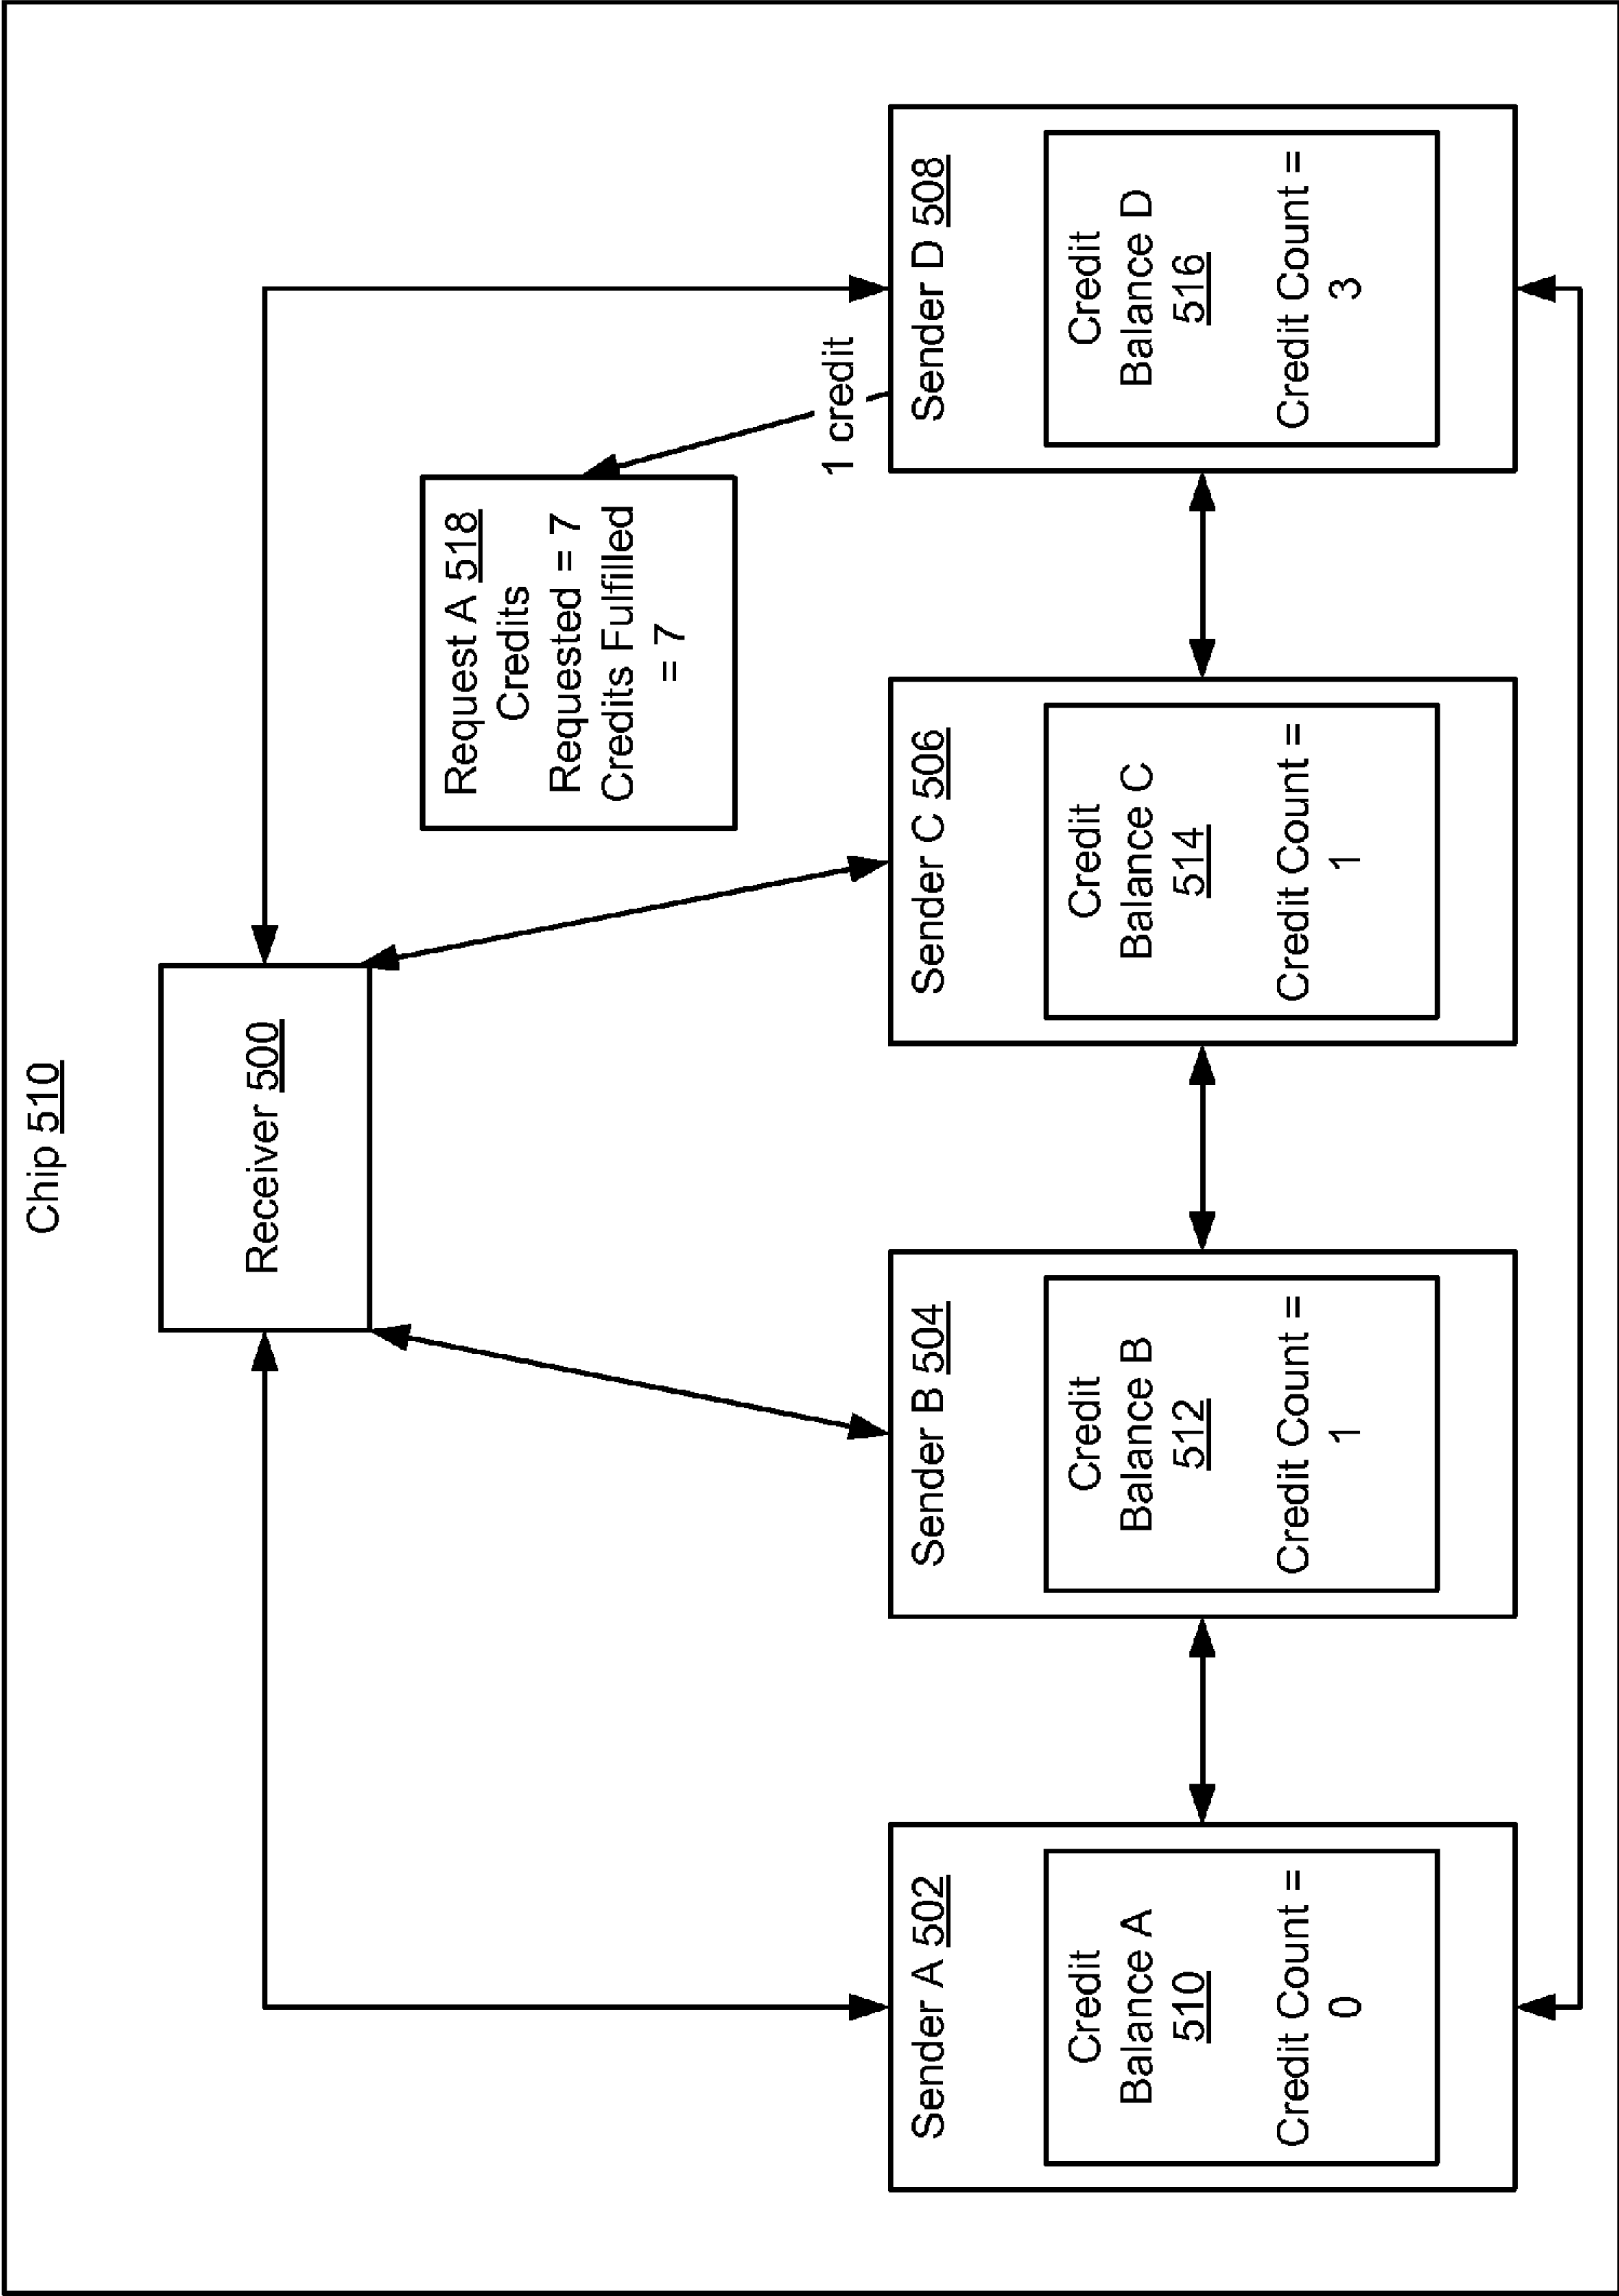 Chip 510
Receiver 500
Request A 518
Credits
Requested = 7
Credits Fulfilled
= 7
1 credit
Sender A 502
Credit
Balance A
510
Credit Count =
0
Sender B 504
Credit
Balance B
512
Credit Count =
1
Sender C 506
Credit
Balance C
514
Credit Count =
1
Sender D 508
Credit
Balance D
516
Credit Count =
3